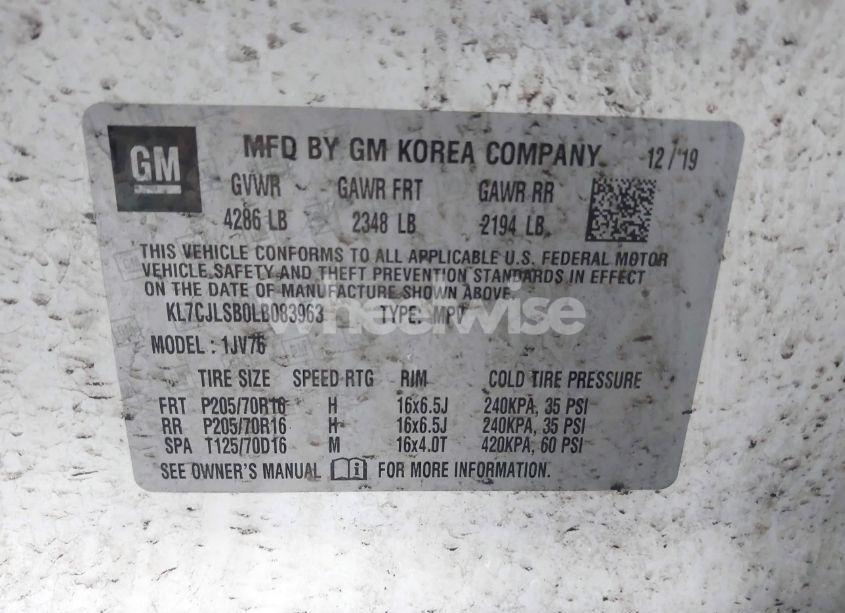 GM
MFD BY GM KOREA COMPANY 12/'19
GVWR GAWR FRT GAWR RR
4286 LB 2348 LB 2194 LB
THIS VEHICLE CONFORMS TO ALL APPLICABLE U.S. FEDERAL MOTOR
VEHICLE SAFETY AND THEFT PREVENTION STANDARDS IN EFFECT
ON THE DATE OF MANUFACTURE SHOWN ABOVE.
KL7CJLSB0LB083963 TYPE: MPV
wheelwise
MODEL : 1JV76
TIRE SIZE SPEED RTG RIM COLD TIRE PRESSURE
FRT P205/70R16 H 16x6.5J 240KPA, 35 PSI
RR P205/70R16 H 16x6.5J 240KPA, 35 PSI
SPA T125/70D16 M 16x4.0T 420KPA, 60 PSI
SEE OWNER'S MANUAL FOR MORE INFORMATION.